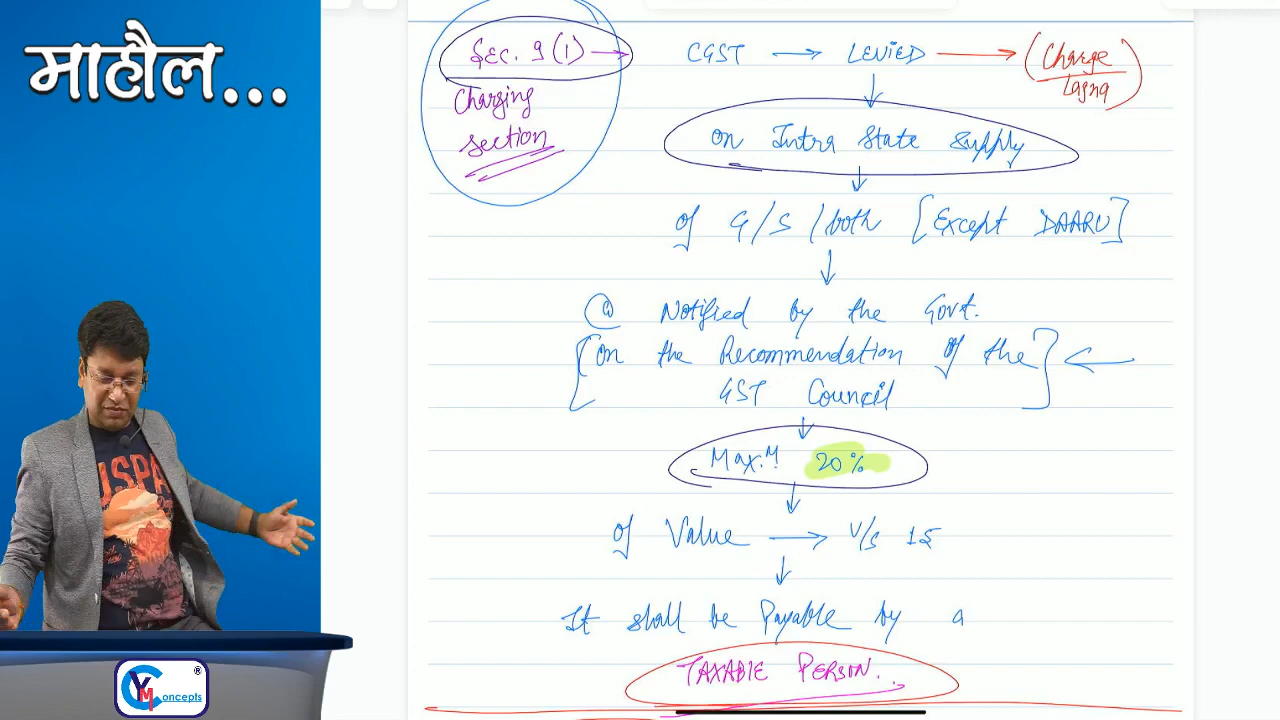 माहौल...
Sec. 9 (1) → CGST → LEVIED → (Charge / Lagna)
Charging
section
on Intra State Supply
of G/S / both [Except DAARU]
@ Notified by the Govt.
[on the Recommendation of the
GST Council]
Max.M 20%
of Value → V/S 15
It shall be Payable by a
TAXABLE PERSON.
CYM Concepts ®
USPA